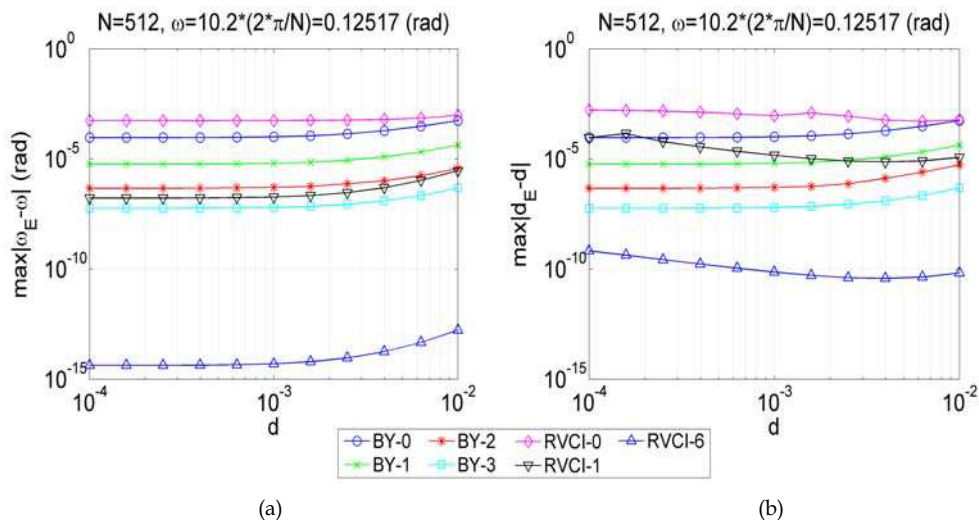 N=512, ω=10.2*(2*π/N)=0.12517 (rad)
10^0
10^-5
10^-10
10^-15
max|ω_E-ω| (rad)
10^-4
10^-3
10^-2
d
N=512, ω=10.2*(2*π/N)=0.12517 (rad)
10^0
10^-5
10^-10
10^-15
max|d_E-d|
10^-4
10^-3
10^-2
d
BY-0 BY-2 RVCI-0 RVCI-6
BY-1 BY-3 RVCI-1
(a) (b)